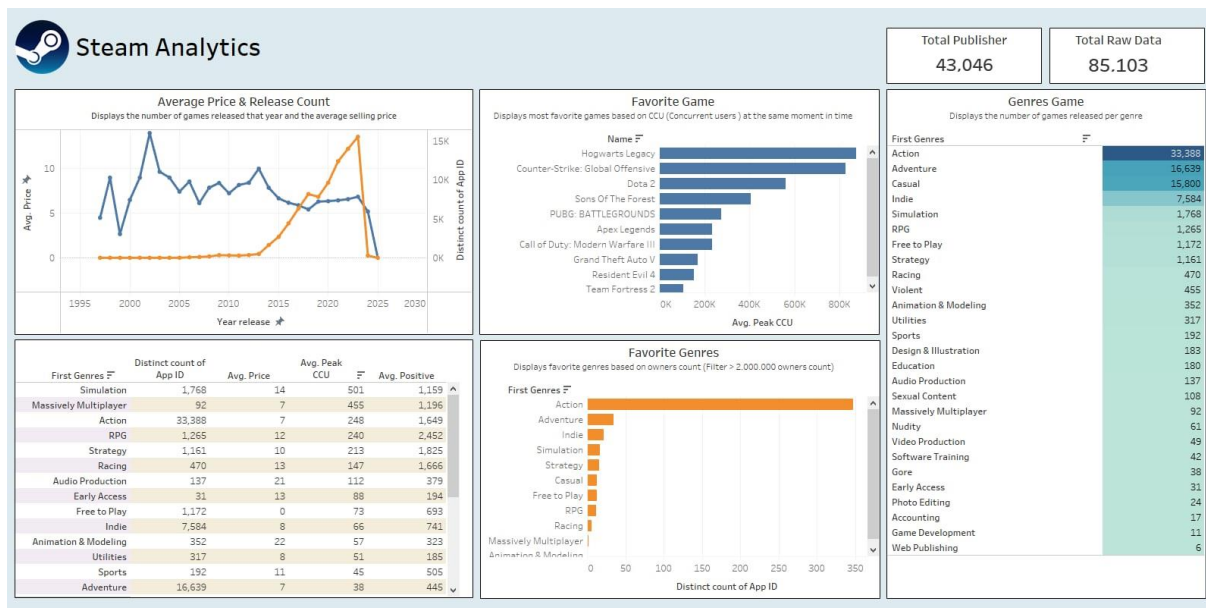 Steam Analytics
Total Publisher
43,046
Total Raw Data
85.103
Average Price & Release Count
Displays the number of games released that year and the average selling price
Avg. Price
10
5
0
15K
10K
5K
0K
Distinct count of App ID
1995 2000 2005 2010 2015 2020 2025 2030
Year release
Favorite Game
Displays most favorite games based on CCU (Concurrent users ) at the same moment in time
Name
Hogwarts Legacy
Counter-Strike: Global Offensive
Dota 2
Sons Of The Forest
PUBG: BATTLEGROUNDS
Apex Legends
Call of Duty: Modern Warfare III
Grand Theft Auto V
Resident Evil 4
Team Fortress 2
0K 200K 400K 600K 800K
Avg. Peak CCU
Genres Game
Displays the number of games released per genre
First Genres
Action 33,388
Adventure 16,639
Casual 15,800
Indie 7,584
Simulation 1,768
RPG 1,265
Free to Play 1,172
Strategy 1,161
Racing 470
Violent 455
Animation & Modeling 352
Utilities 317
Sports 192
Design & Illustration 183
Education 180
Audio Production 137
Sexual Content 108
Massively Multiplayer 92
Nudity 61
Video Production 49
Software Training 42
Gore 38
Early Access 31
Photo Editing 24
Accounting 17
Game Development 11
Web Publishing 6
First Genres Distinct count of App ID Avg. Price Avg. Peak CCU Avg. Positive
Simulation 1,768 14 501 1,159
Massively Multiplayer 92 7 455 1,196
Action 33,388 7 248 1,649
RPG 1,265 12 240 2,452
Strategy 1,161 10 213 1,825
Racing 470 13 147 1,666
Audio Production 137 21 112 379
Early Access 31 13 88 194
Free to Play 1,172 0 73 693
Indie 7,584 8 66 741
Animation & Modeling 352 22 57 323
Utilities 317 8 51 185
Sports 192 11 45 505
Adventure 16,639 7 38 445
Favorite Genres
Displays favorite genres based on owners count (Filter > 2.000.000 owners count)
First Genres
Action
Adventure
Indie
Simulation
Strategy
Casual
Free to Play
RPG
Racing
Massively Multiplayer
Animation & Modeling
0 50 100 150 200 250 300 350
Distinct count of App ID